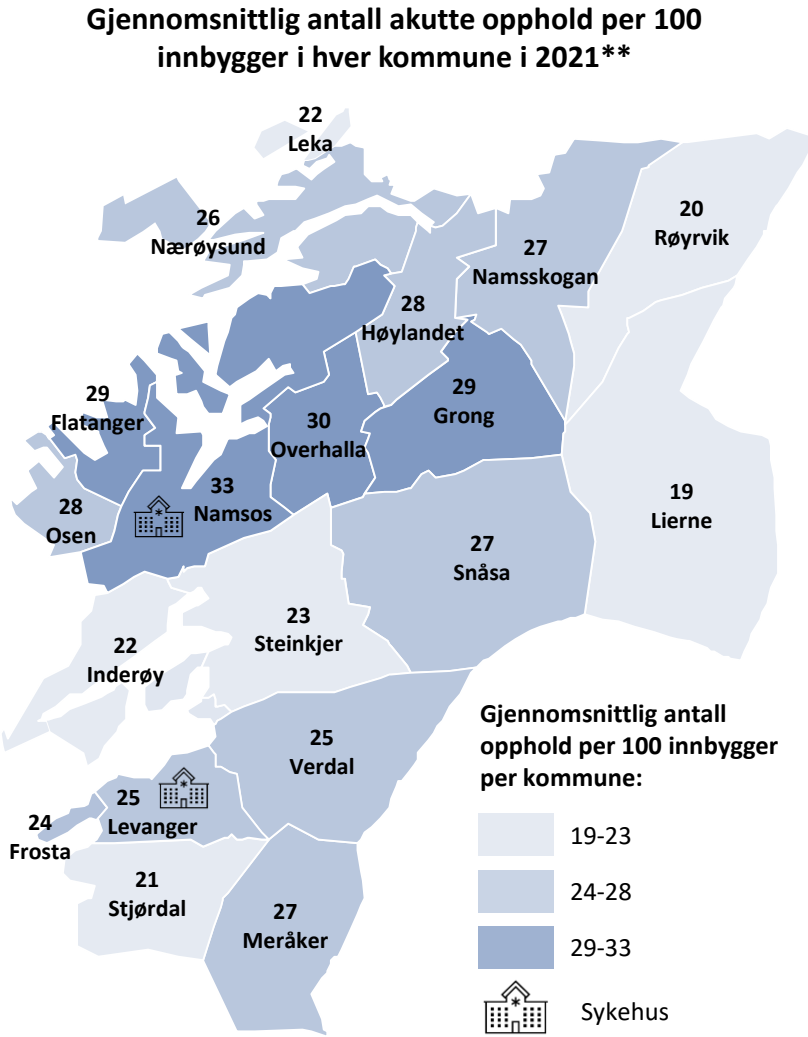 Gjennomsnittlig antall akutte opphold per 100
innbygger i hver kommune i 2021**
22
Leka
26
Nærøysund
20
Røyrvik
27
Namsskogan
28
Høylandet
29
Flatanger
30
Overhalla
29
Grong
28
Osen
33
Namsos
19
Lierne
27
Snåsa
23
Steinkjer
22
Inderøy
25
Verdal
25
Levanger
24
Frosta
21
Stjørdal
27
Meråker
Gjennomsnittlig antall
opphold per 100 innbygger
per kommune:
19-23
24-28
29-33
Sykehus